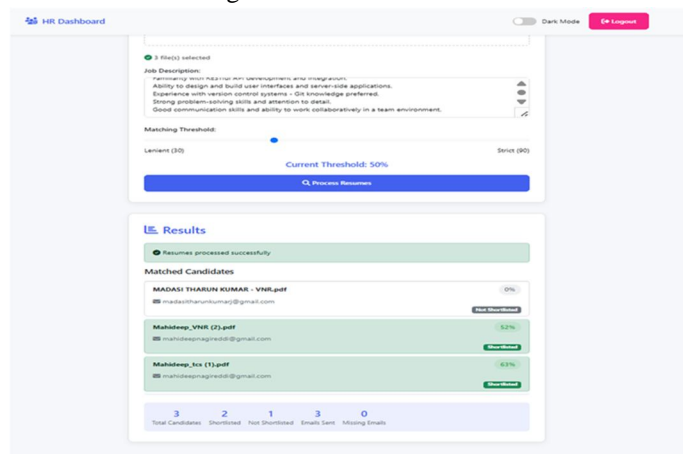 HR Dashboard
Dark Mode
Logout
3 file(s) selected
Job Description:
Familiarity with RESTful API development and integration.
Ability to design and build user interfaces and server-side applications.
Experience with version control systems - Git knowledge preferred.
Strong problem-solving skills and attention to detail.
Good communication skills and ability to work collaboratively in a team environment.
Matching Threshold:
Lenient (30)
Strict (90)
Current Threshold: 50%
Process Resumes
Results
Resumes processed successfully
Matched Candidates
MADASI THARUN KUMAR - VNR.pdf
0%
madasitharunkumarj@gmail.com
Not Shortlisted
Mahideep_VNR (2).pdf
52%
mahideepnagireddi@gmail.com
Shortlisted
Mahideep_tcs (1).pdf
63%
mahideepnagireddi@gmail.com
Shortlisted
3 2 1 3 0
Total Candidates Shortlisted Not Shortlisted Emails Sent Missing Emails